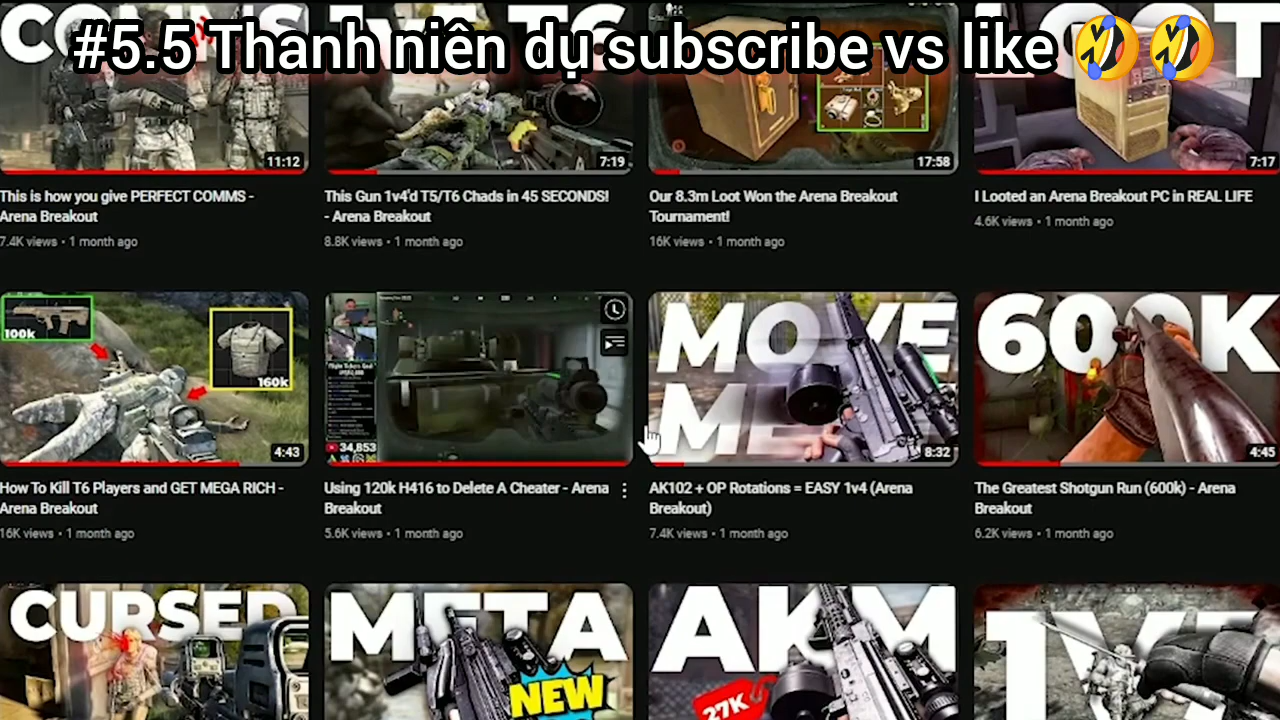 #5.5 Thanh niên dụ subscribe vs like 🤣🤣
11:12
7:19
17:58
7:17
This is how you give PERFECT COMMS - Arena Breakout
7.4K views • 1 month ago
This Gun 1v4'd T5/T6 Chads in 45 SECONDS! - Arena Breakout
8.8K views • 1 month ago
Our 8.3m Loot Won the Arena Breakout Tournament!
16K views • 1 month ago
I Looted an Arena Breakout PC in REAL LIFE
4.6K views • 1 month ago
100k
160k
4:43
34,853
MOVE
8:32
600K
4:45
How To Kill T6 Players and GET MEGA RICH - Arena Breakout
16K views • 1 month ago
Using 120k H416 to Delete A Cheater - Arena Breakout
5.6K views • 1 month ago
AK102 + OP Rotations = EASY 1v4 (Arena Breakout)
7.4K views • 1 month ago
The Greatest Shotgun Run (600k) - Arena Breakout
6.2K views • 1 month ago
CURSED
META
NEW
AKM
27K